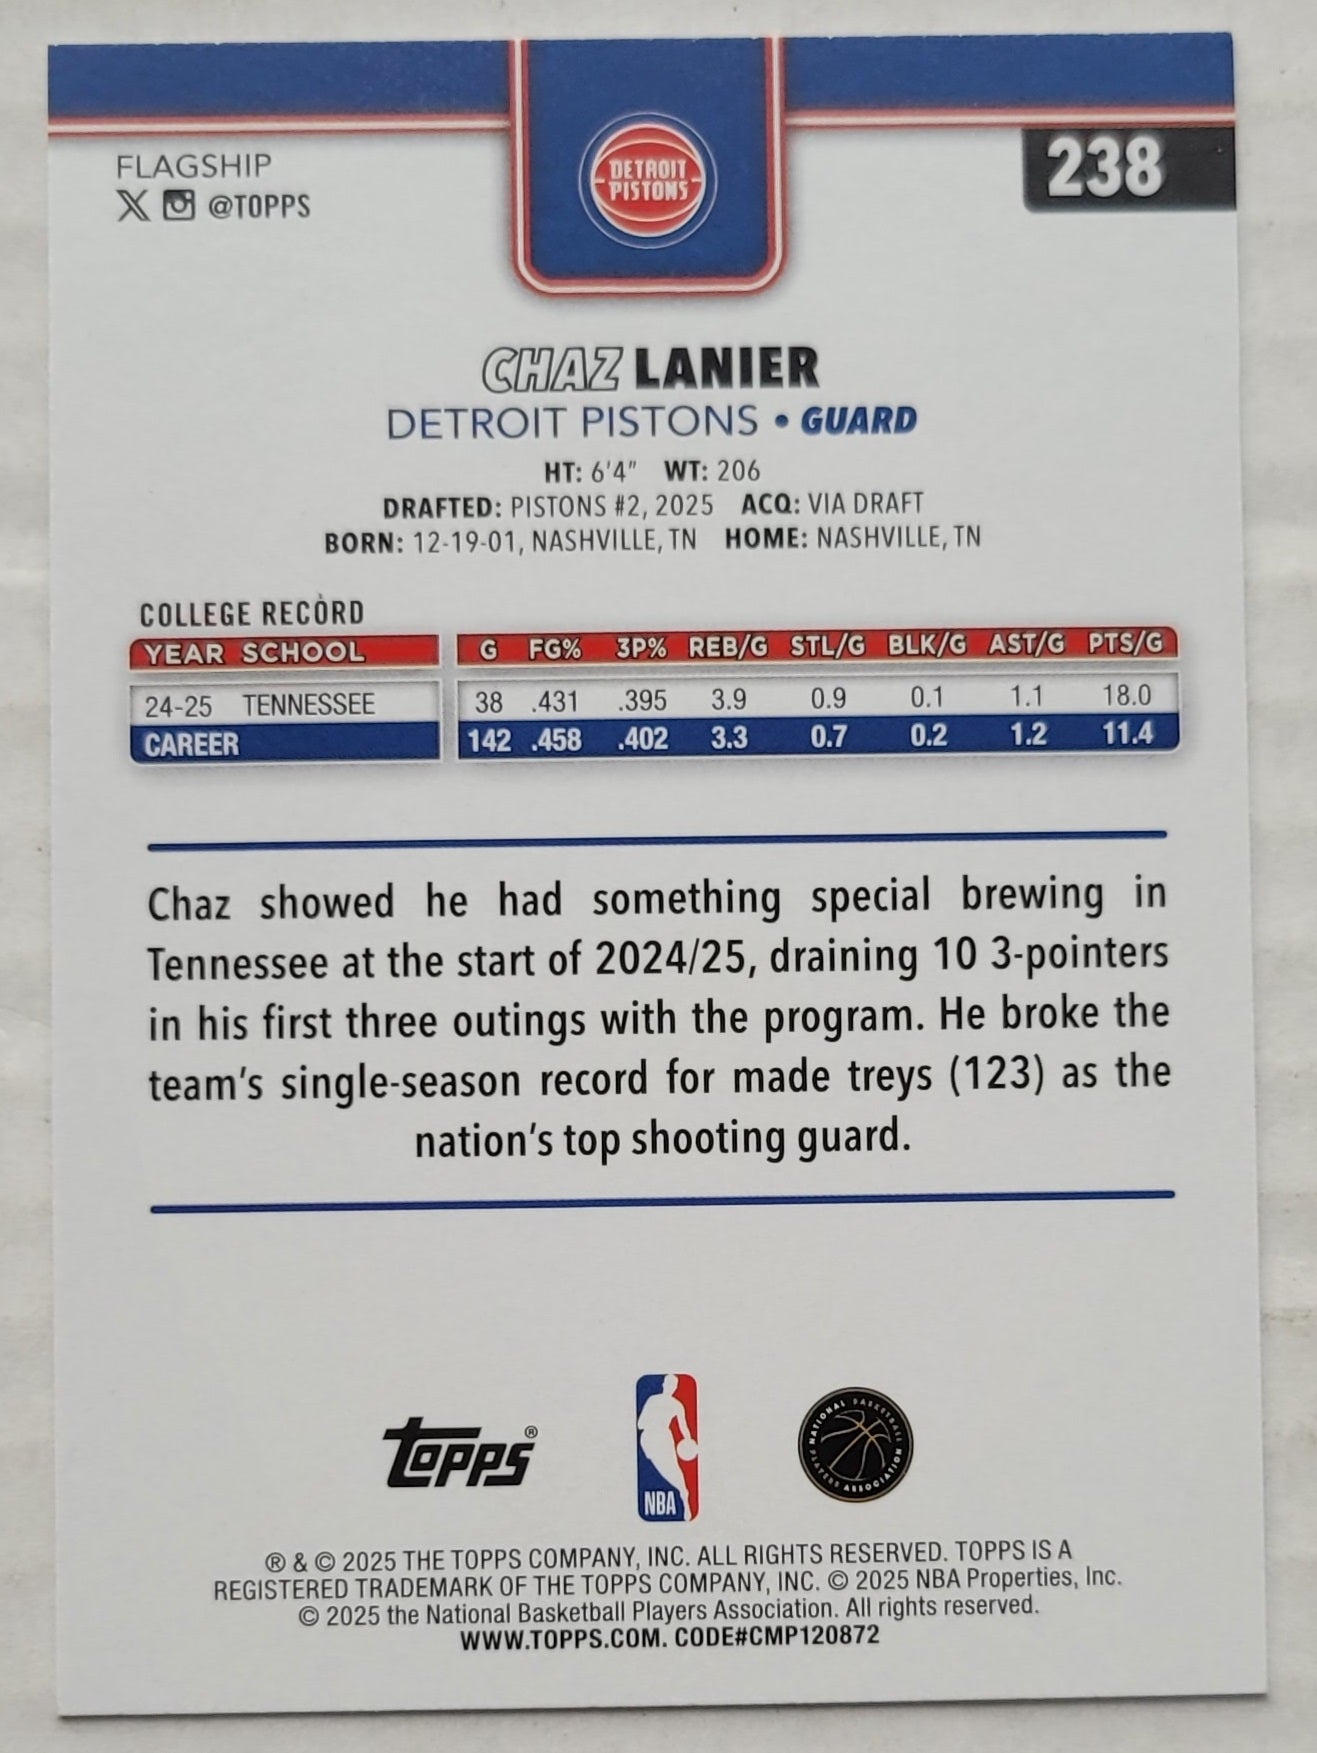 DETROIT
PISTONS
238
FLAGSHIP
@TOPPS
CHAZ LANIER
DETROIT PISTONS • GUARD
HT: 6'4" WT: 206
DRAFTED: PISTONS #2, 2025 ACQ: VIA DRAFT
BORN: 12-19-01, NASHVILLE, TN HOME: NASHVILLE, TN
COLLEGE RECORD
YEAR SCHOOL G FG% 3P% REB/G STL/G BLK/G AST/G PTS/G
24-25 TENNESSEE 38 .431 .395 3.9 0.9 0.1 1.1 18.0
CAREER 142 .458 .402 3.3 0.7 0.2 1.2 11.4
Chaz showed he had something special brewing in
Tennessee at the start of 2024/25, draining 10 3-pointers
in his first three outings with the program. He broke the
team's single-season record for made treys (123) as the
nation's top shooting guard.
TOPPS®
NBA
NATIONAL BASKETBALL PLAYERS ASSOCIATION
® & © 2025 THE TOPPS COMPANY, INC. ALL RIGHTS RESERVED. TOPPS IS A
REGISTERED TRADEMARK OF THE TOPPS COMPANY, INC. © 2025 NBA Properties, Inc.
© 2025 the National Basketball Players Association. All rights reserved.
WWW.TOPPS.COM. CODE#CMP120872